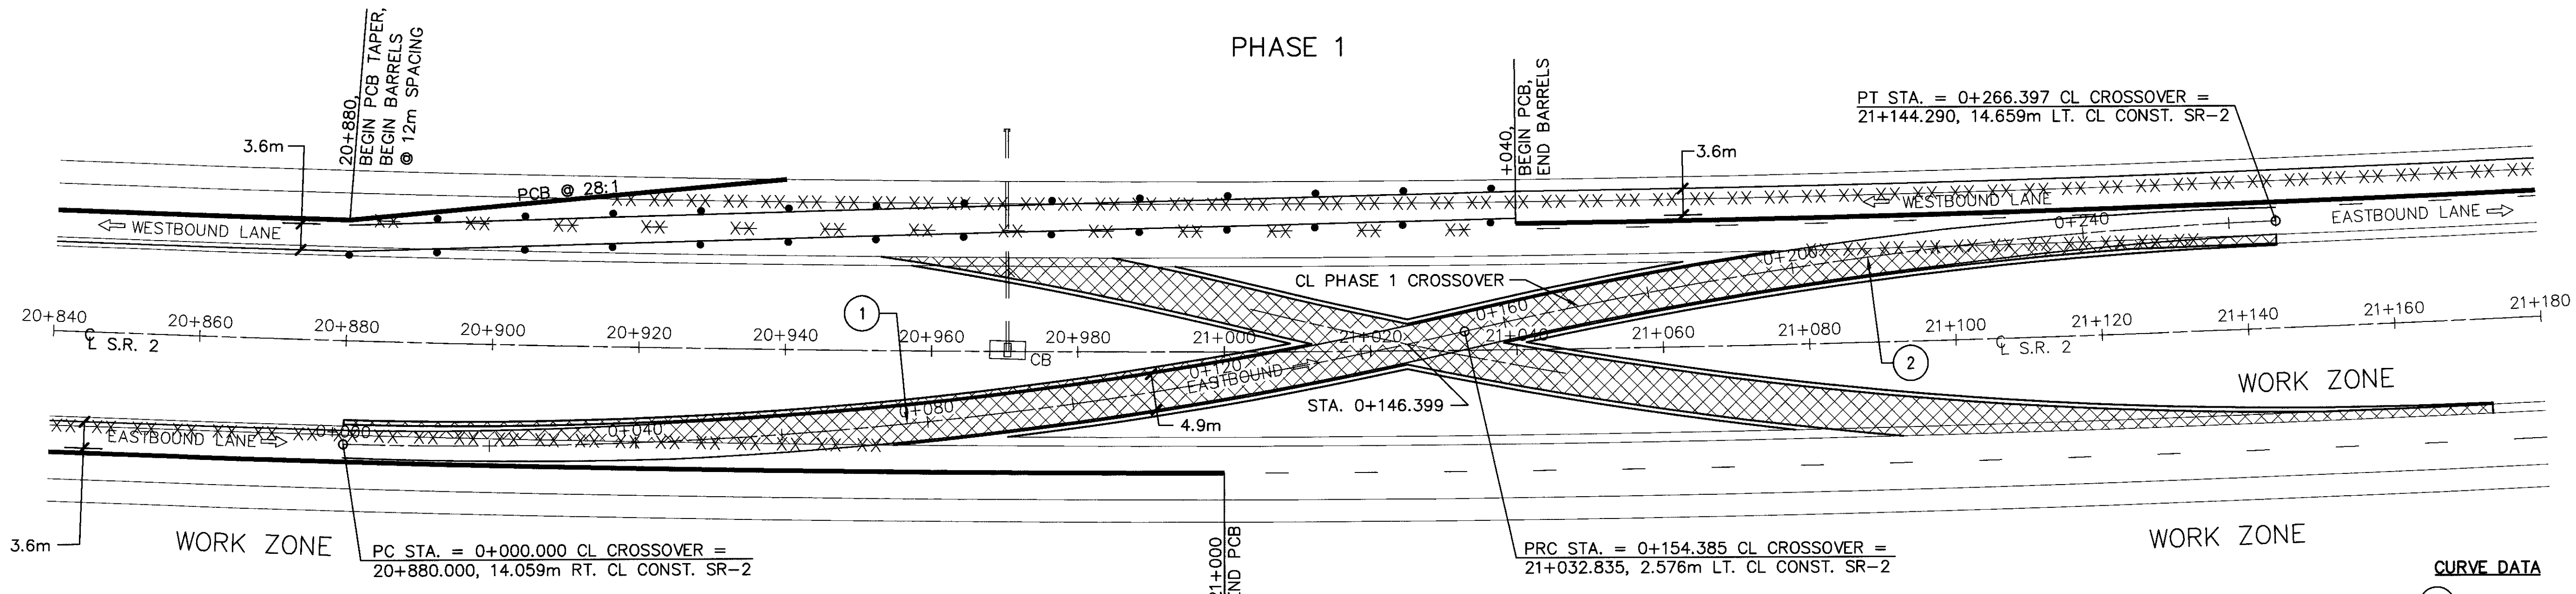 PHASE 1
20+880,
BEGIN PCB TAPER,
BEGIN BARRELS
@ 12m SPACING
+040,
BEGIN PCB,
END BARRELS
PT STA. = 0+266.397 CL CROSSOVER =
21+144.290, 14.659m LT. CL CONST. SR-2
3.6m
3.6m
PCB @ 28:1
WESTBOUND LANE
WESTBOUND LANE
EASTBOUND LANE
0+240
0+200
CL PHASE 1 CROSSOVER
0+160
20+840
20+860
20+880
20+900
20+920
20+940
20+960
20+980
21+000
21+020
21+040
21+060
21+080
21+100
21+120
21+140
21+160
21+180
1
2
℄ S.R. 2
℄ S.R. 2
CB
0+120
EASTBOUND
WORK ZONE
STA. 0+146.399
0+080
4.9m
EASTBOUND LANE
0+000
0+040
3.6m
WORK ZONE
PC STA. = 0+000.000 CL CROSSOVER =
20+880.000, 14.059m RT. CL CONST. SR-2
21+000
END PCB
PRC STA. = 0+154.385 CL CROSSOVER =
21+032.835, 2.576m LT. CL CONST. SR-2
WORK ZONE
CURVE DATA